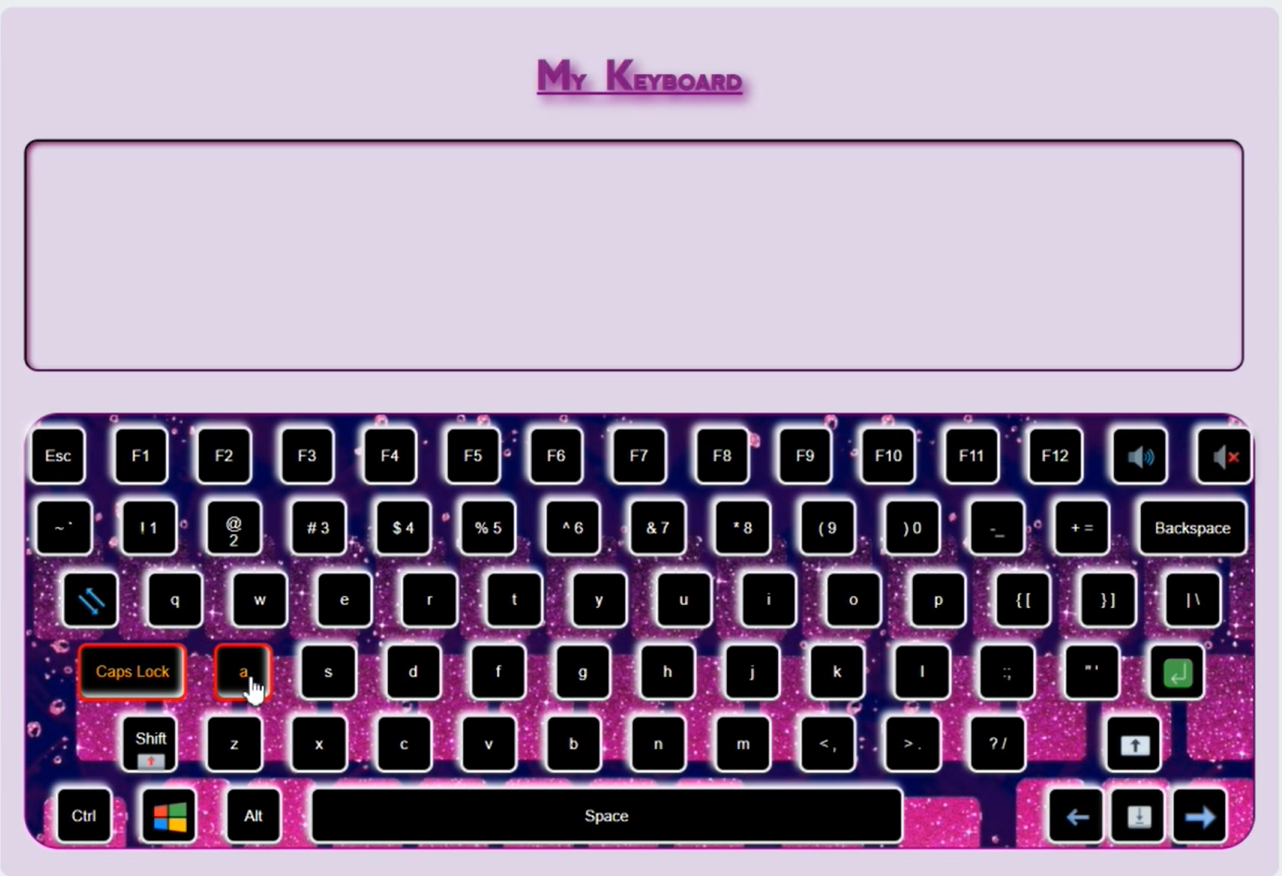 My Keyboard
Esc F1 F2 F3 F4 F5 F6 F7 F8 F9 F10 F11 F12
~ ` ! 1 @ 2 # 3 $ 4 % 5 ^ 6 & 7 * 8 ( 9 ) 0 _ - + = Backspace
q w e r t y u i o p { [ } ] | \
Caps Lock a s d f g h j k l : ; " '
Shift z x c v b n m < , > . ? /
Ctrl Alt Space